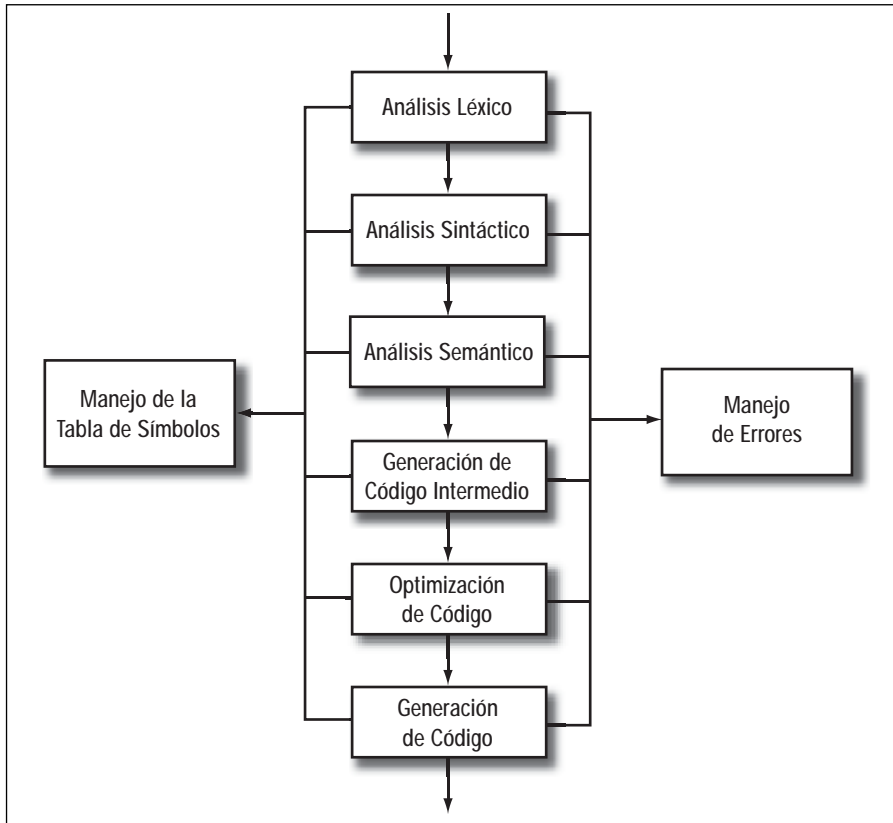 Análisis Léxico
Análisis Sintáctico
Análisis Semántico
Manejo de la
Tabla de Símbolos
Manejo
de Errores
Generación de
Código Intermedio
Optimización
de Código
Generación
de Código